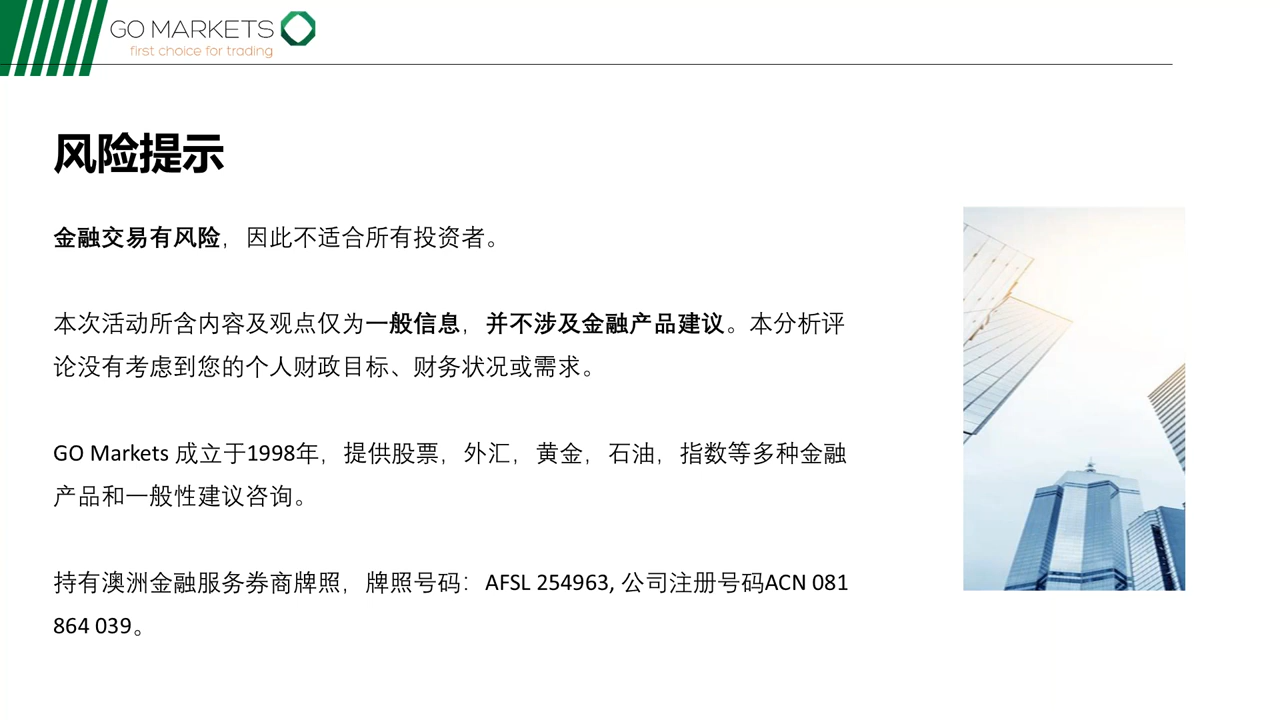 GO MARKETS
first choice for trading
风险提示
金融交易有风险，因此不适合所有投资者。
本次活动所含内容及观点仅为一般信息，并不涉及金融产品建议。本分析评
论没有考虑到您的个人财政目标、财务状况或需求。
GO Markets 成立于1998年，提供股票，外汇，黄金，石油，指数等多种金融
产品和一般性建议咨询。
持有澳洲金融服务券商牌照，牌照号码：AFSL 254963, 公司注册号码ACN 081
864 039。